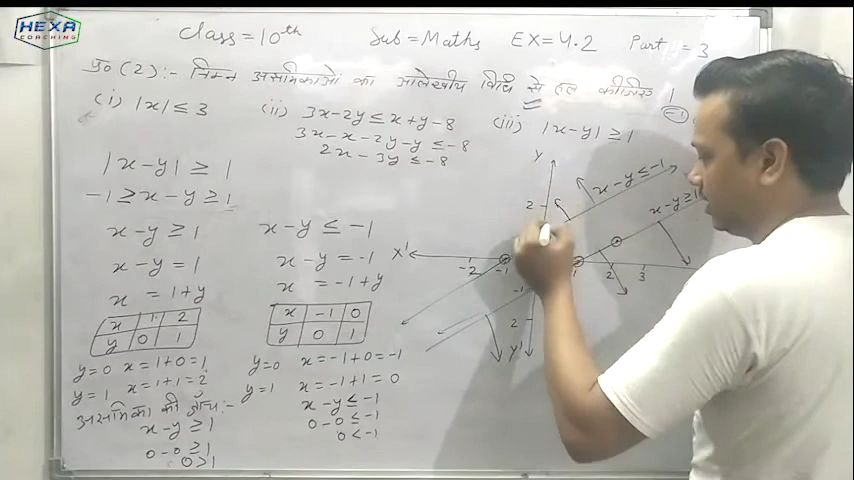 HEXA
COACHING
Class = 10th Sub = Maths EX = 4.2 Part = 3
प्र० (2) :- निम्न असमिकाओं का आलेखीय विधि से हल कीजिए ।
(i) |x| ≤ 3 (ii) 3x-2y ≤ x+y-8 (iii) |x-y| ≥ 1
3x-x-2y-y ≤ -8
2x-3y ≤ -8
-1
|x-y| ≥ 1
-1 ≥ x-y ≥ 1
x-y ≥ 1
x-y = 1
x = 1+y
x 1 2
y 0 1
y=0 x=1+0=1
y=1 x=1+1=2
असमिका की जाँच :-
x-y ≥ 1
0-0 ≥ 1
0 > 1
x-y ≤ -1
x-y = -1
x = -1+y
x -1 0
y 0 1
y=0 x=-1+0=-1
y=1 x=-1+1=0
x-y ≤ -1
0-0 ≤ -1
0 < -1
Y
2
x-y ≤ -1
x-y ≥ 1
X'
-2 -1 1 2 3
-1
2
Y'